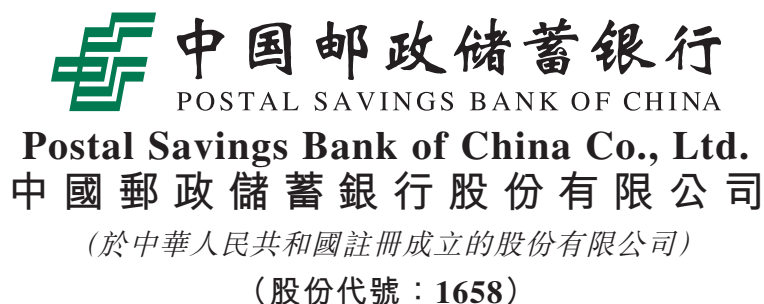 中国邮政储蓄银行
POSTAL SAVINGS BANK OF CHINA
Postal Savings Bank of China Co., Ltd.
中國郵政儲蓄銀行股份有限公司
(於中華人民共和國註冊成立的股份有限公司)
（股份代號：1658）